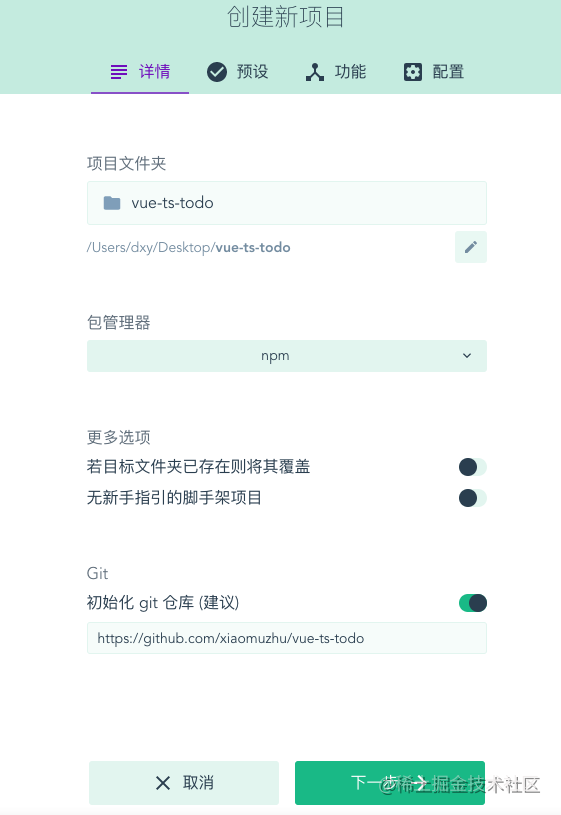 创建新项目
详情 预设 功能 配置
项目文件夹
vue-ts-todo
/Users/dxy/Desktop/vue-ts-todo
包管理器
npm
更多选项
若目标文件夹已存在则将其覆盖
无新手指引的脚手架项目
Git
初始化 git 仓库 (建议)
https://github.com/xiaomuzhu/vue-ts-todo
取消 下一步
@稀土掘金技术社区